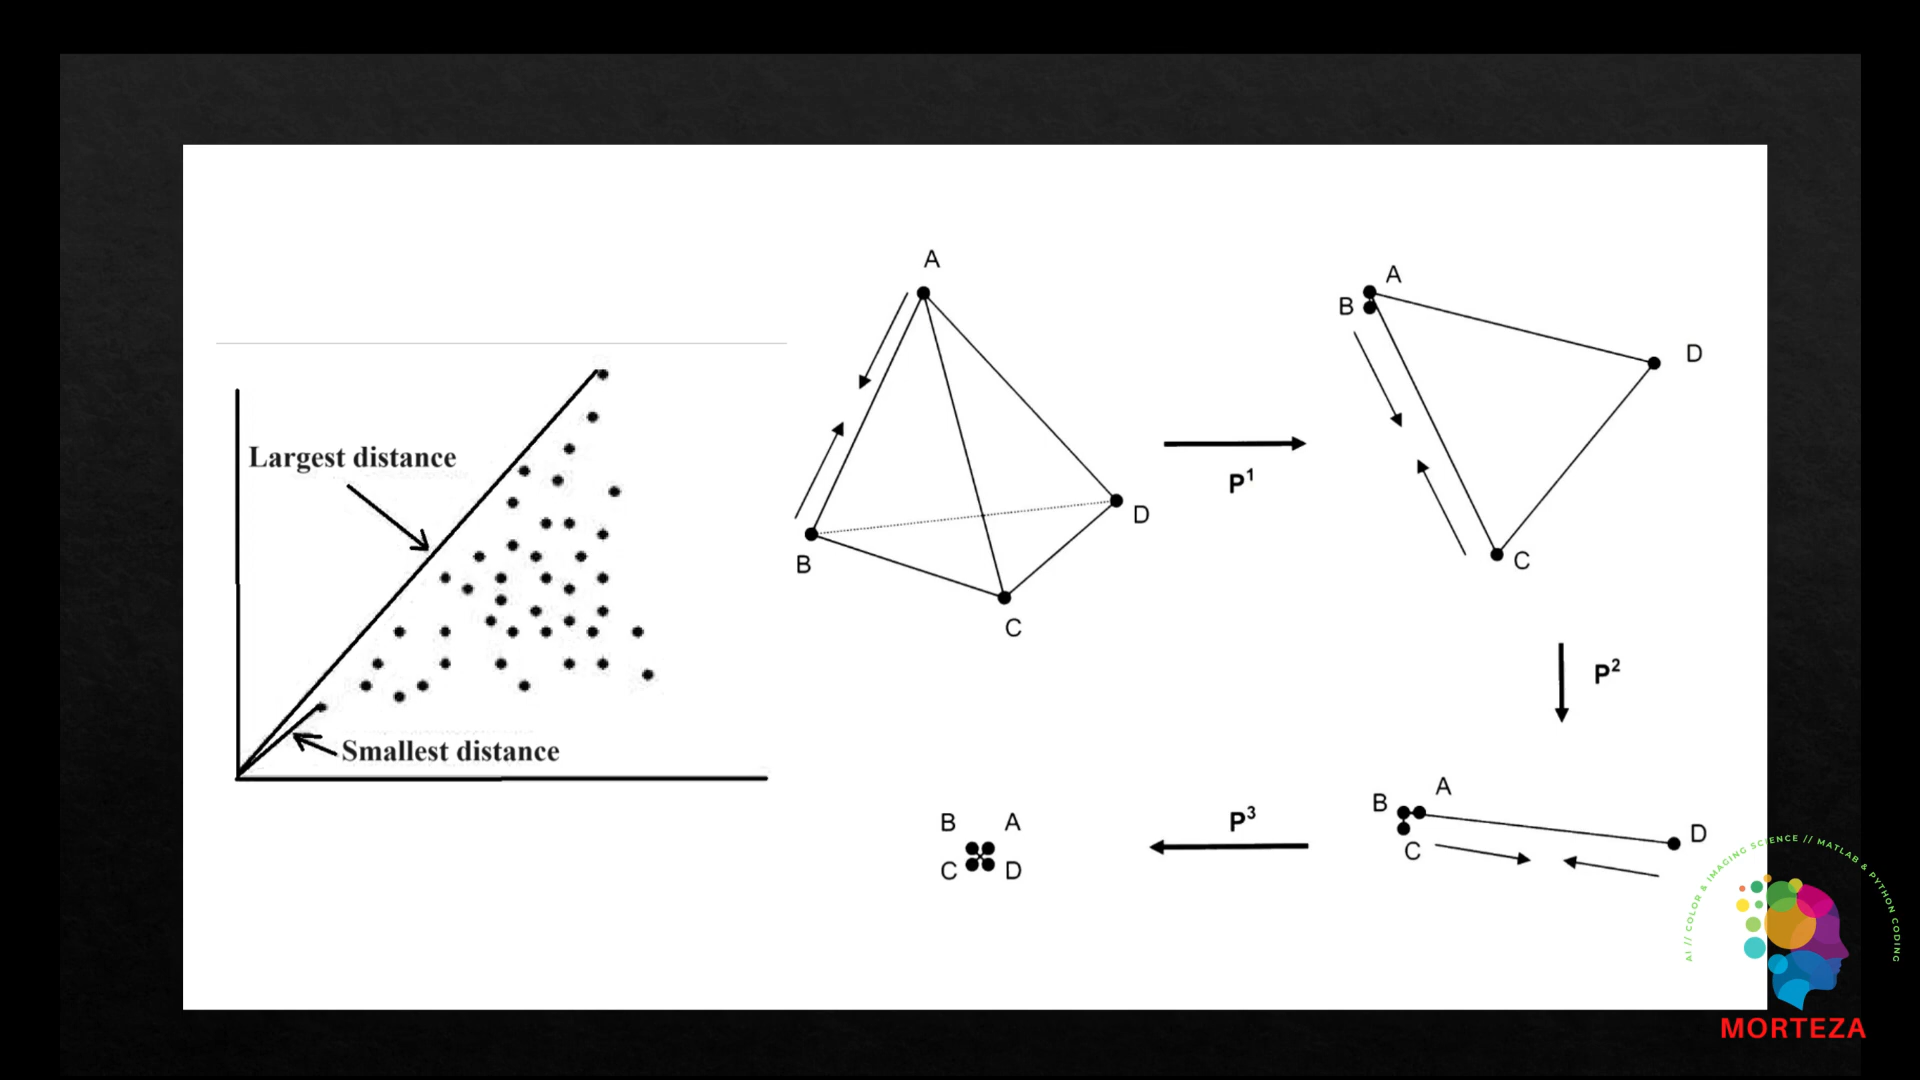 Largest distance
Smallest distance
A
B
C
D
P¹
A
B
D
C
P²
B
A
C
D
P³
B A
C D
AI // COLOR & IMAGING SCIENCE // MATLAB & PYTHON CODING
MORTEZA